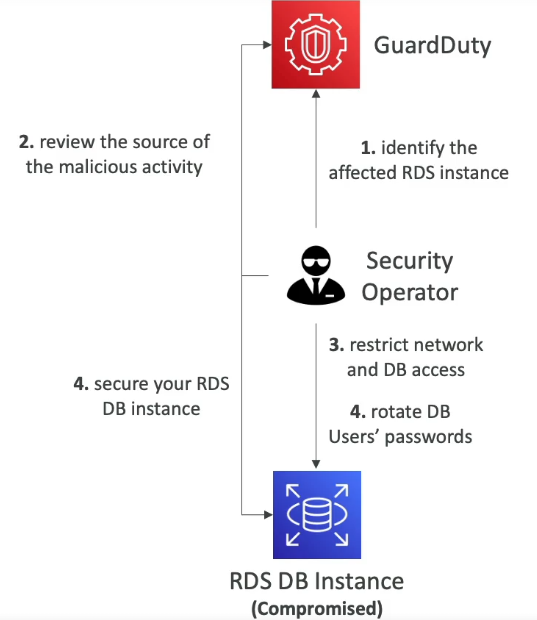 GuardDuty
2. review the source of
the malicious activity
1. identify the
affected RDS instance
Security
Operator
3. restrict network
and DB access
4. secure your RDS
DB instance
4. rotate DB
Users’ passwords
RDS DB Instance
(Compromised)